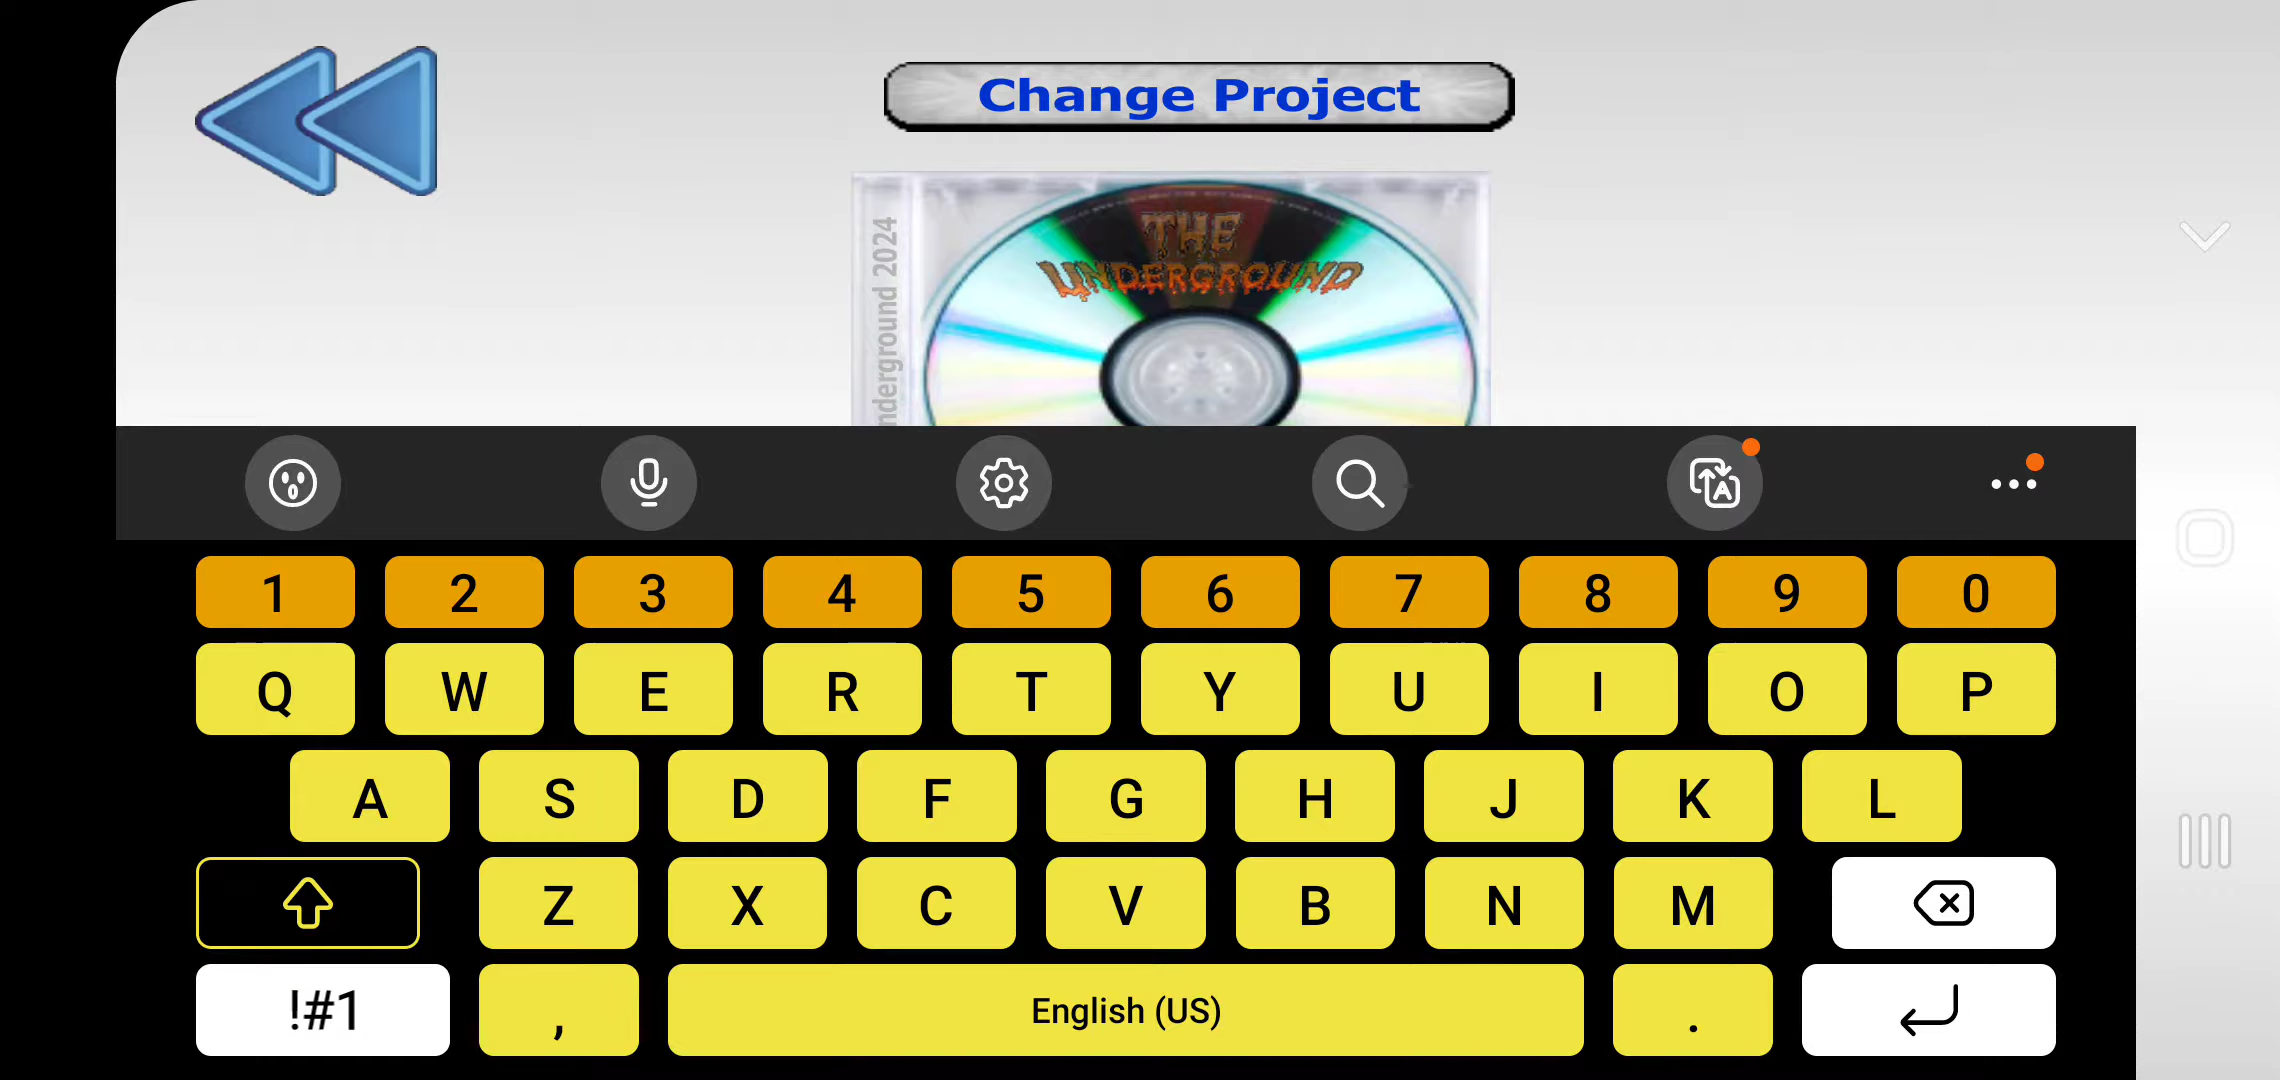 Change Project
nderground 2024
THE
UNDERGROUND
1 2 3 4 5 6 7 8 9 0
Q W E R T Y U I O P
A S D F G H J K L
Z X C V B N M
!#1 , English (US) .